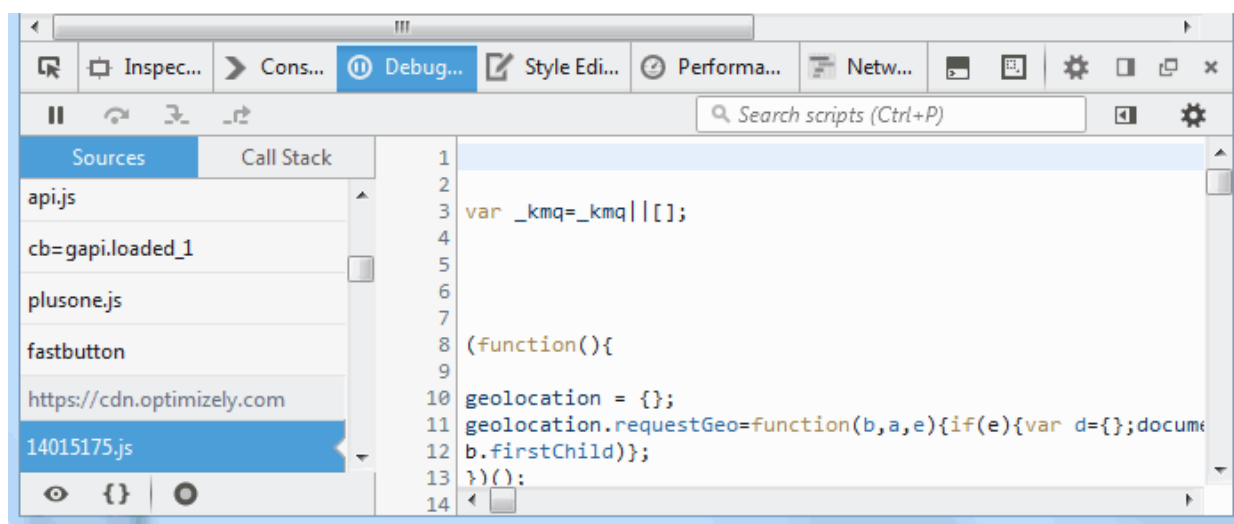 Inspec... Cons... Debug... Style Edi... Performa... Netw...
Search scripts (Ctrl+P)
Sources Call Stack
api.js
cb=gapi.loaded_1
plusone.js
fastbutton
https://cdn.optimizely.com
14015175.js
{}
1
2
3 var _kmq=_kmq||[];
4
5
6
7
8 (function(){
9
10 geolocation = {};
11 geolocation.requestGeo=function(b,a,e){if(e){var d={};docume
12 b.firstChild)};
13 })();
14